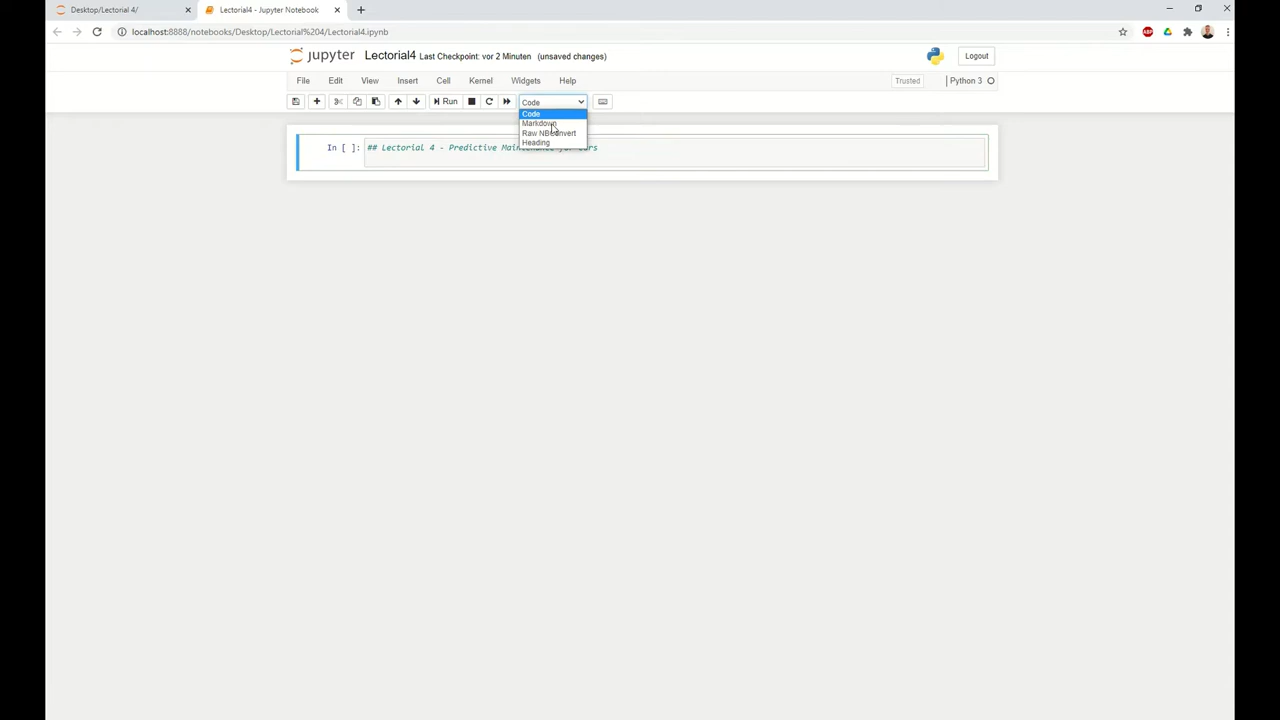 Desktop/Lectorial 4/
Lectorial4 - Jupyter Notebook
localhost:8888/notebooks/Desktop/Lectorial%204/Lectorial4.ipynb
jupyter Lectorial4 Last Checkpoint: vor 2 Minuten (unsaved changes)
Logout
File Edit View Insert Cell Kernel Widgets Help
Trusted
Python 3
Run
Code
Code
Markdown
Raw NBConvert
Heading
In [ ]: ## Lectorial 4 - Predictive